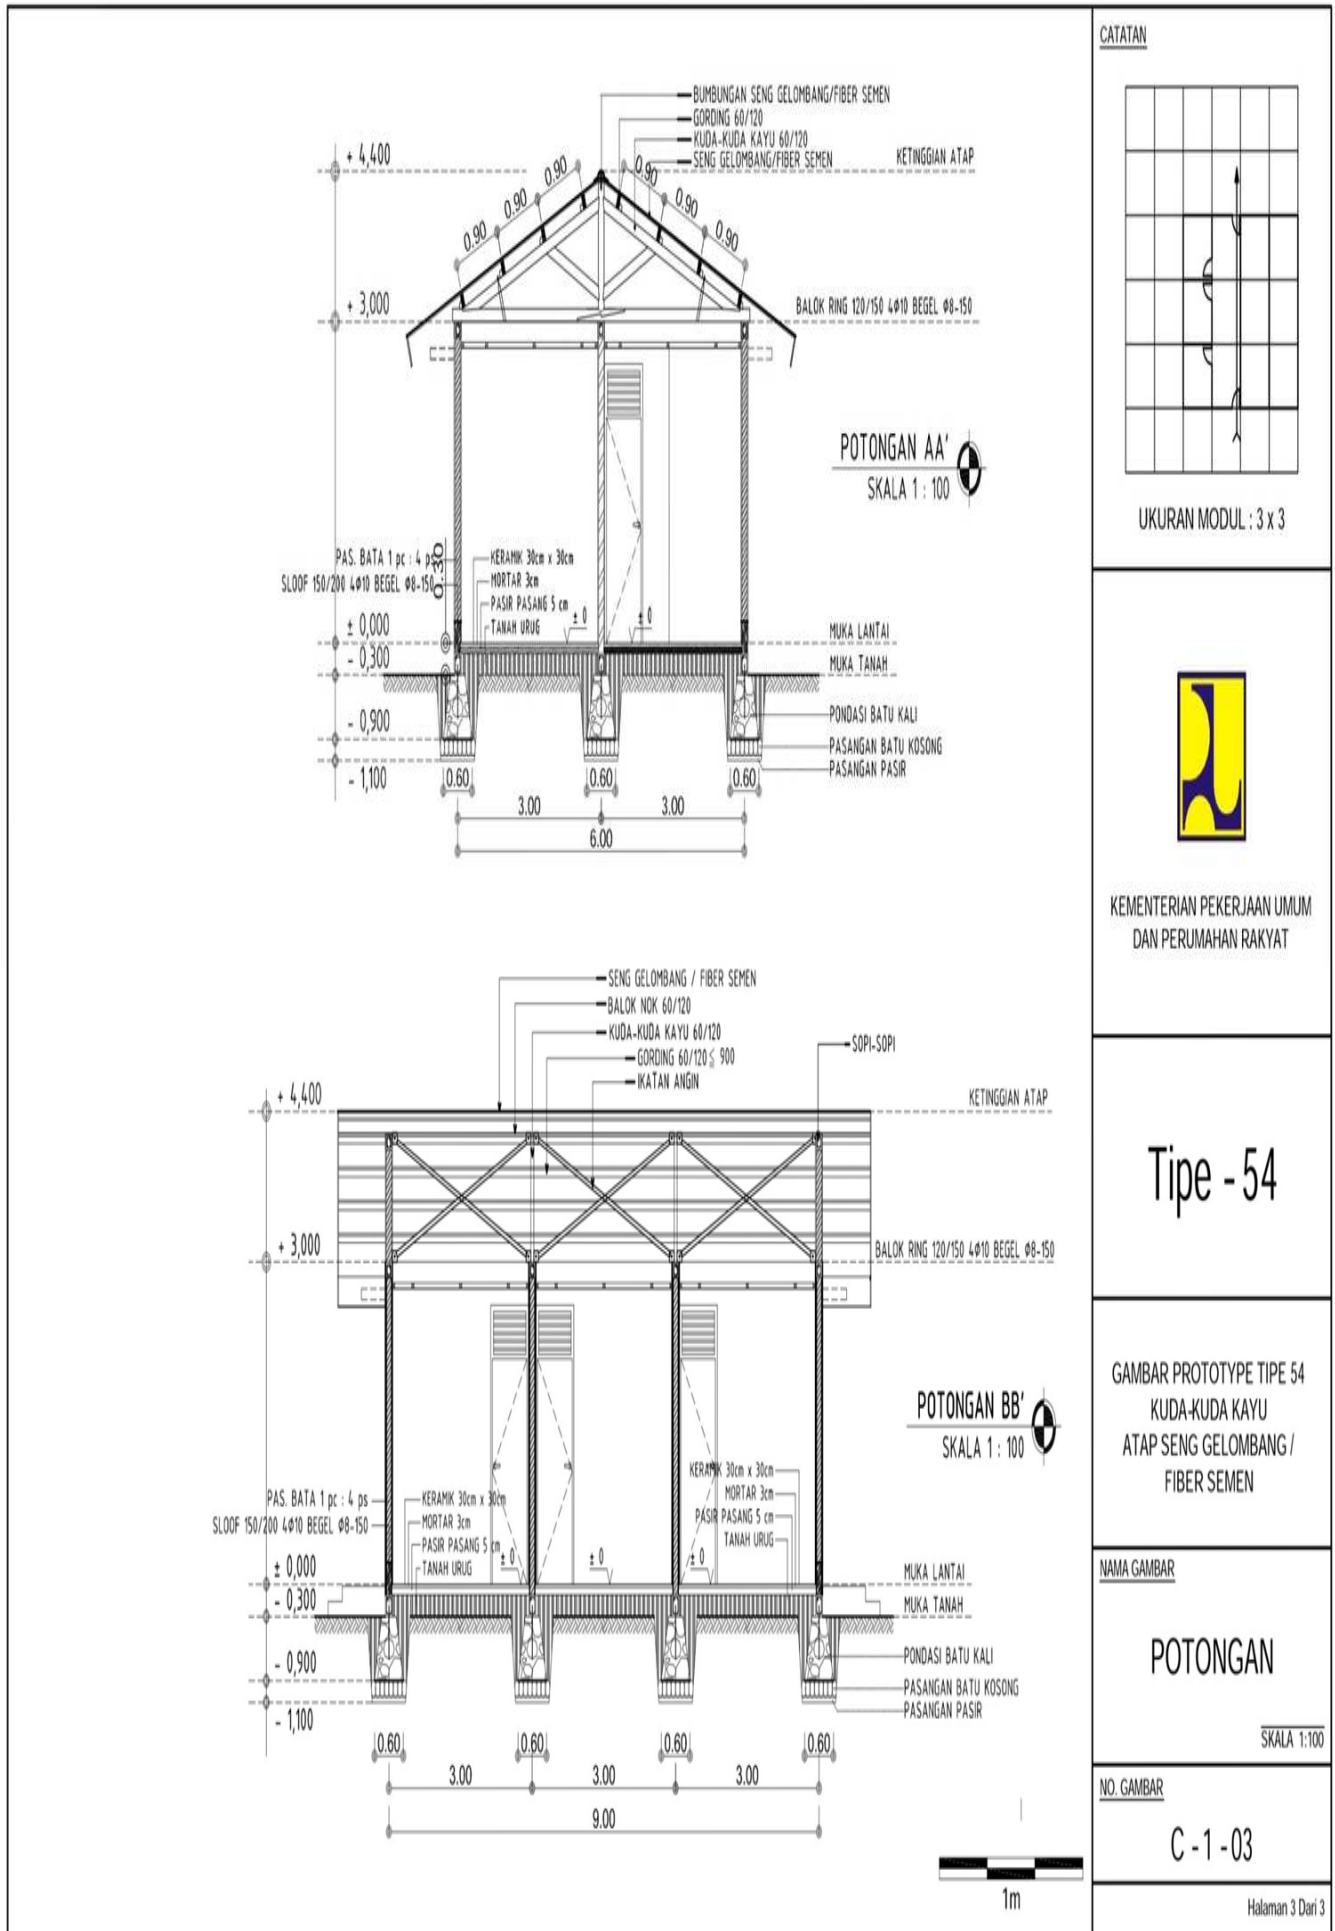 BUMBUNGAN SENG GELOMBANG/FIBER SEMEN
GORDING 60/120
KUDA-KUDA KAYU 60/120
SENG GELOMBANG/FIBER SEMEN
KETINGGIAN ATAP
+ 4,400
0.90
0.90
0.90
0.90
0.90
0.90
+ 3,000
BALOK RING 120/150 4φ10 BEGEL φ8-150
POTONGAN AA'
SKALA 1 : 100
PAS. BATA 1 pc : 4 ps
SLOOF 150/200 4φ10 BEGEL φ8-150
0.30
KERAMIK 30cm x 30cm
MORTAR 3cm
PASIR PASANG 5 cm
TANAH URUG
± 0
± 0
± 0,000
- 0,300
- 0,900
- 1,100
MUKA LANTAI
MUKA TANAH
PONDASI BATU KALI
PASANGAN BATU KOSONG
PASANGAN PASIR
0.60
0.60
0.60
3.00
3.00
6.00
SENG GELOMBANG / FIBER SEMEN
BALOK NOK 60/120
KUDA-KUDA KAYU 60/120
GORDING 60/120 ≤ 900
IKATAN ANGIN
SOPI-SOPI
+ 4,400
KETINGGIAN ATAP
+ 3,000
BALOK RING 120/150 4φ10 BEGEL φ8-150
POTONGAN BB'
SKALA 1 : 100
PAS. BATA 1 pc : 4 ps
SLOOF 150/200 4φ10 BEGEL φ8-150
KERAMIK 30cm x 30cm
MORTAR 3cm
PASIR PASANG 5 cm
TANAH URUG
KERAMIK 30cm x 30cm
MORTAR 3cm
PASIR PASANG 5 cm
TANAH URUG
± 0
± 0
± 0
± 0,000
- 0,300
- 0,900
- 1,100
MUKA LANTAI
MUKA TANAH
PONDASI BATU KALI
PASANGAN BATU KOSONG
PASANGAN PASIR
0.60
0.60
0.60
0.60
3.00
3.00
3.00
9.00
1m
CATATAN
UKURAN MODUL : 3 x 3
KEMENTERIAN PEKERJAAN UMUM
DAN PERUMAHAN RAKYAT
Tipe - 54
GAMBAR PROTOTYPE TIPE 54
KUDA-KUDA KAYU
ATAP SENG GELOMBANG /
FIBER SEMEN
NAMA GAMBAR
POTONGAN
SKALA 1:100
NO. GAMBAR
C - 1 - 03
Halaman 3 Dari 3